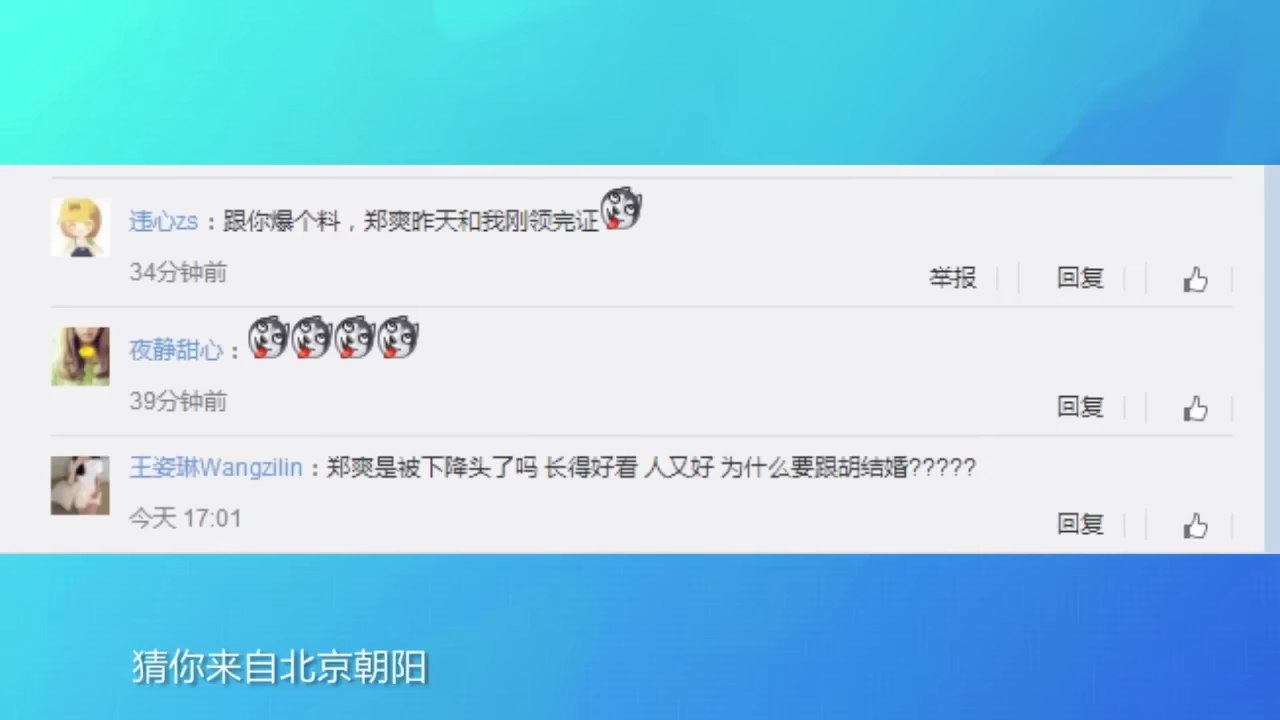 违心zs：跟你爆个料，郑爽昨天和我刚领完证
34分钟前
举报 回复
夜静甜心：
39分钟前
回复
王姿琳Wangzilin：郑爽是被下降头了吗 长得好看 人又好 为什么要跟胡结婚?????
今天 17:01
回复
猜你来自北京朝阳